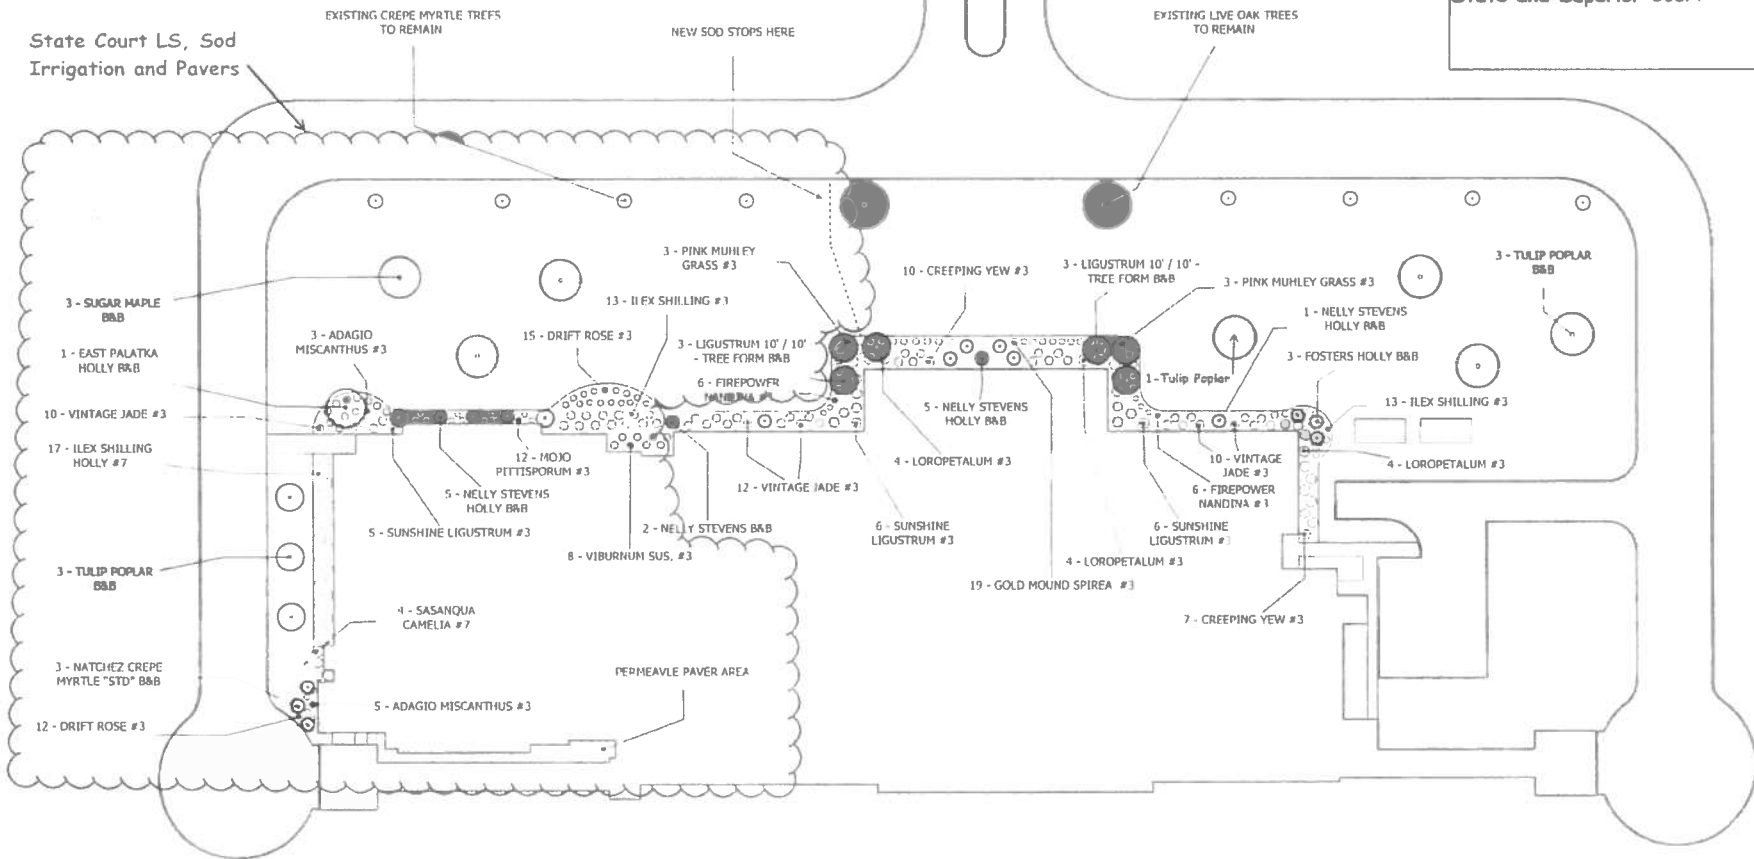 EXISTING CREPE MYRTLE TREES
TO REMAIN
NEW SOD STOPS HERE
EXISTING LIVE OAK TREES
TO REMAIN
State Court LS, Sod
Irrigation and Pavers
3 - SUGAR MAPLE
B&B
1 - EAST PALATKA
HOLLY B&B
10 - VINTAGE JADE #3
17 - ILEX SHILLING
HOLLY #7
3 - TULIP POPLAR
B&B
3 - NATCHEZ CREPE
MYRTLE "STD" B&B
12 - DRIFT ROSE #3
3 - ADAGIO
MISCANTHUS #3
15 - DRIFT ROSE #3
13 - ILEX SHILLING #3
3 - PINK MUHLEY
GRASS #3
3 - LIGUSTRUM 10' / 10'
- TREE FORM B&B
6 - FIREPOWER
NANDINA
12 - MOJO
PITTISPORUM #3
5 - NELLY STEVENS
HOLLY B&B
5 - SUNSHINE LIGUSTRUM #3
2 - NELLY STEVENS B&B
8 - VIBURNUM SUS. #3
12 - VINTAGE JADE #3
6 - SUNSHINE
LIGUSTRUM #3
4 - SASANQUA
CAMELIA #7
5 - ADAGIO MISCANTHUS #3
PERMEAVLE PAVER AREA
10 - CREEPING YEW #3
3 - LIGUSTRUM 10' / 10' -
TREE FORM B&B
3 - PINK MUHLEY GRASS #3
1 - NELLY STEVENS
HOLLY B&B
3 - FOSTERS HOLLY B&B
3 - TULIP POPLAR
B&B
1-Tulip Poplar
5 - NELLY STEVENS
HOLLY B&B
4 - LOROPETALUM #3
13 - ILEX SHILLING #3
4 - LOROPETALUM #3
10 - VINTAGE
JADE #3
6 - FIREPOWER
NANDINA #3
6 - SUNSHINE
LIGUSTRUM #3
4 - LOROPETALUM #3
19 - GOLD MOUND SPIREA #3
7 - CREEPING YEW #3